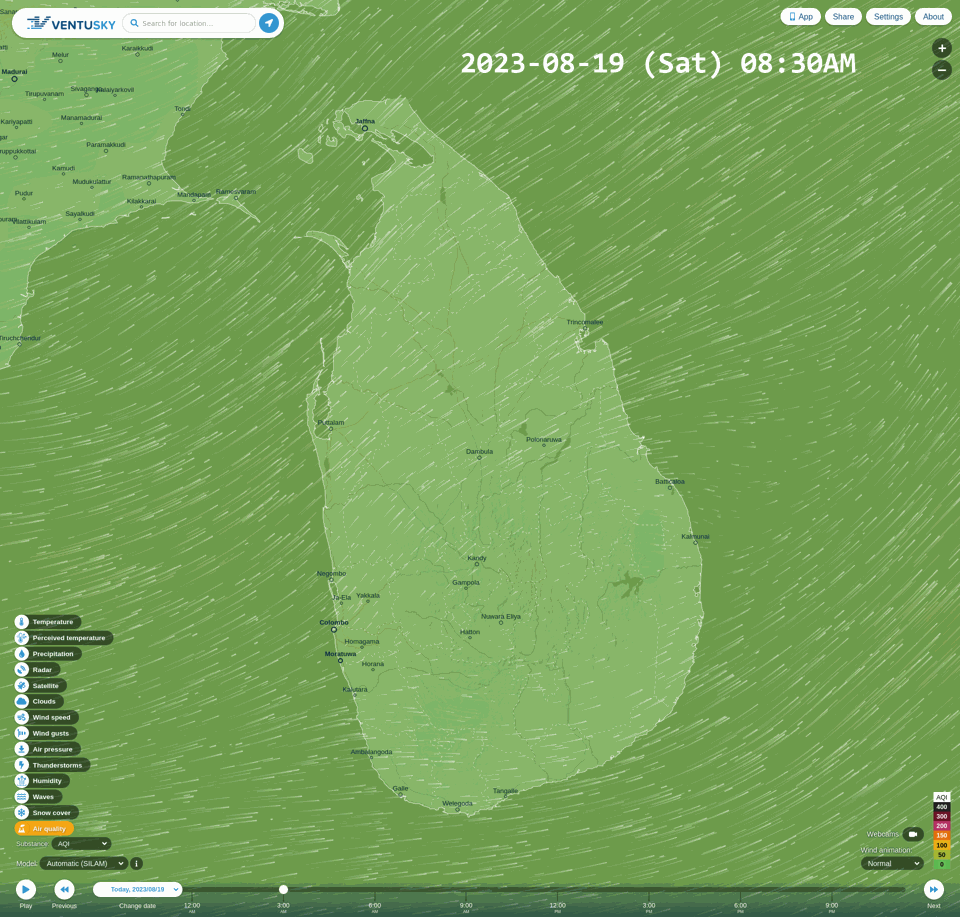 VENTUSKY
Search for location...
App
Share
Settings
About
2023-08-19 (Sat) 08:30AM
+
−
Melur
Karaikkudi
Madurai
Tirupuvanam
Manamadurai
Tondi
Kariyapatti
Paramakkudi
Kamudi
Mudukulattur
Ramanathapuram
Pudur
Kilakkarai
Mandapam
Ramesvaram
Sayalkudi
Vilattikulam
Tiruchchendur
Jaffna
Trincomalee
Puttalam
Polonaruwa
Dambula
Batticaloa
Kalmunai
Kandy
Negombo
Gampola
Ja-Ela
Yakkala
Nuwara Eliya
Colombo
Hatton
Homagama
Moratuwa
Horana
Kalutara
Ambalangoda
Galle
Tangalle
Welegoda
Temperature
Perceived temperature
Precipitation
Radar
Satellite
Clouds
Wind speed
Wind gusts
Air pressure
Thunderstorms
Humidity
Waves
Snow cover
Air quality
Substance: AQI
Model: Automatic (SILAM) i
AQI
400
300
200
150
100
50
0
Webcams:
Wind animation:
Normal
Today, 2023/08/19
Play
Previous
Change date
12:00
AM
3:00
AM
6:00
AM
9:00
AM
12:00
PM
3:00
PM
6:00
PM
9:00
PM
Next